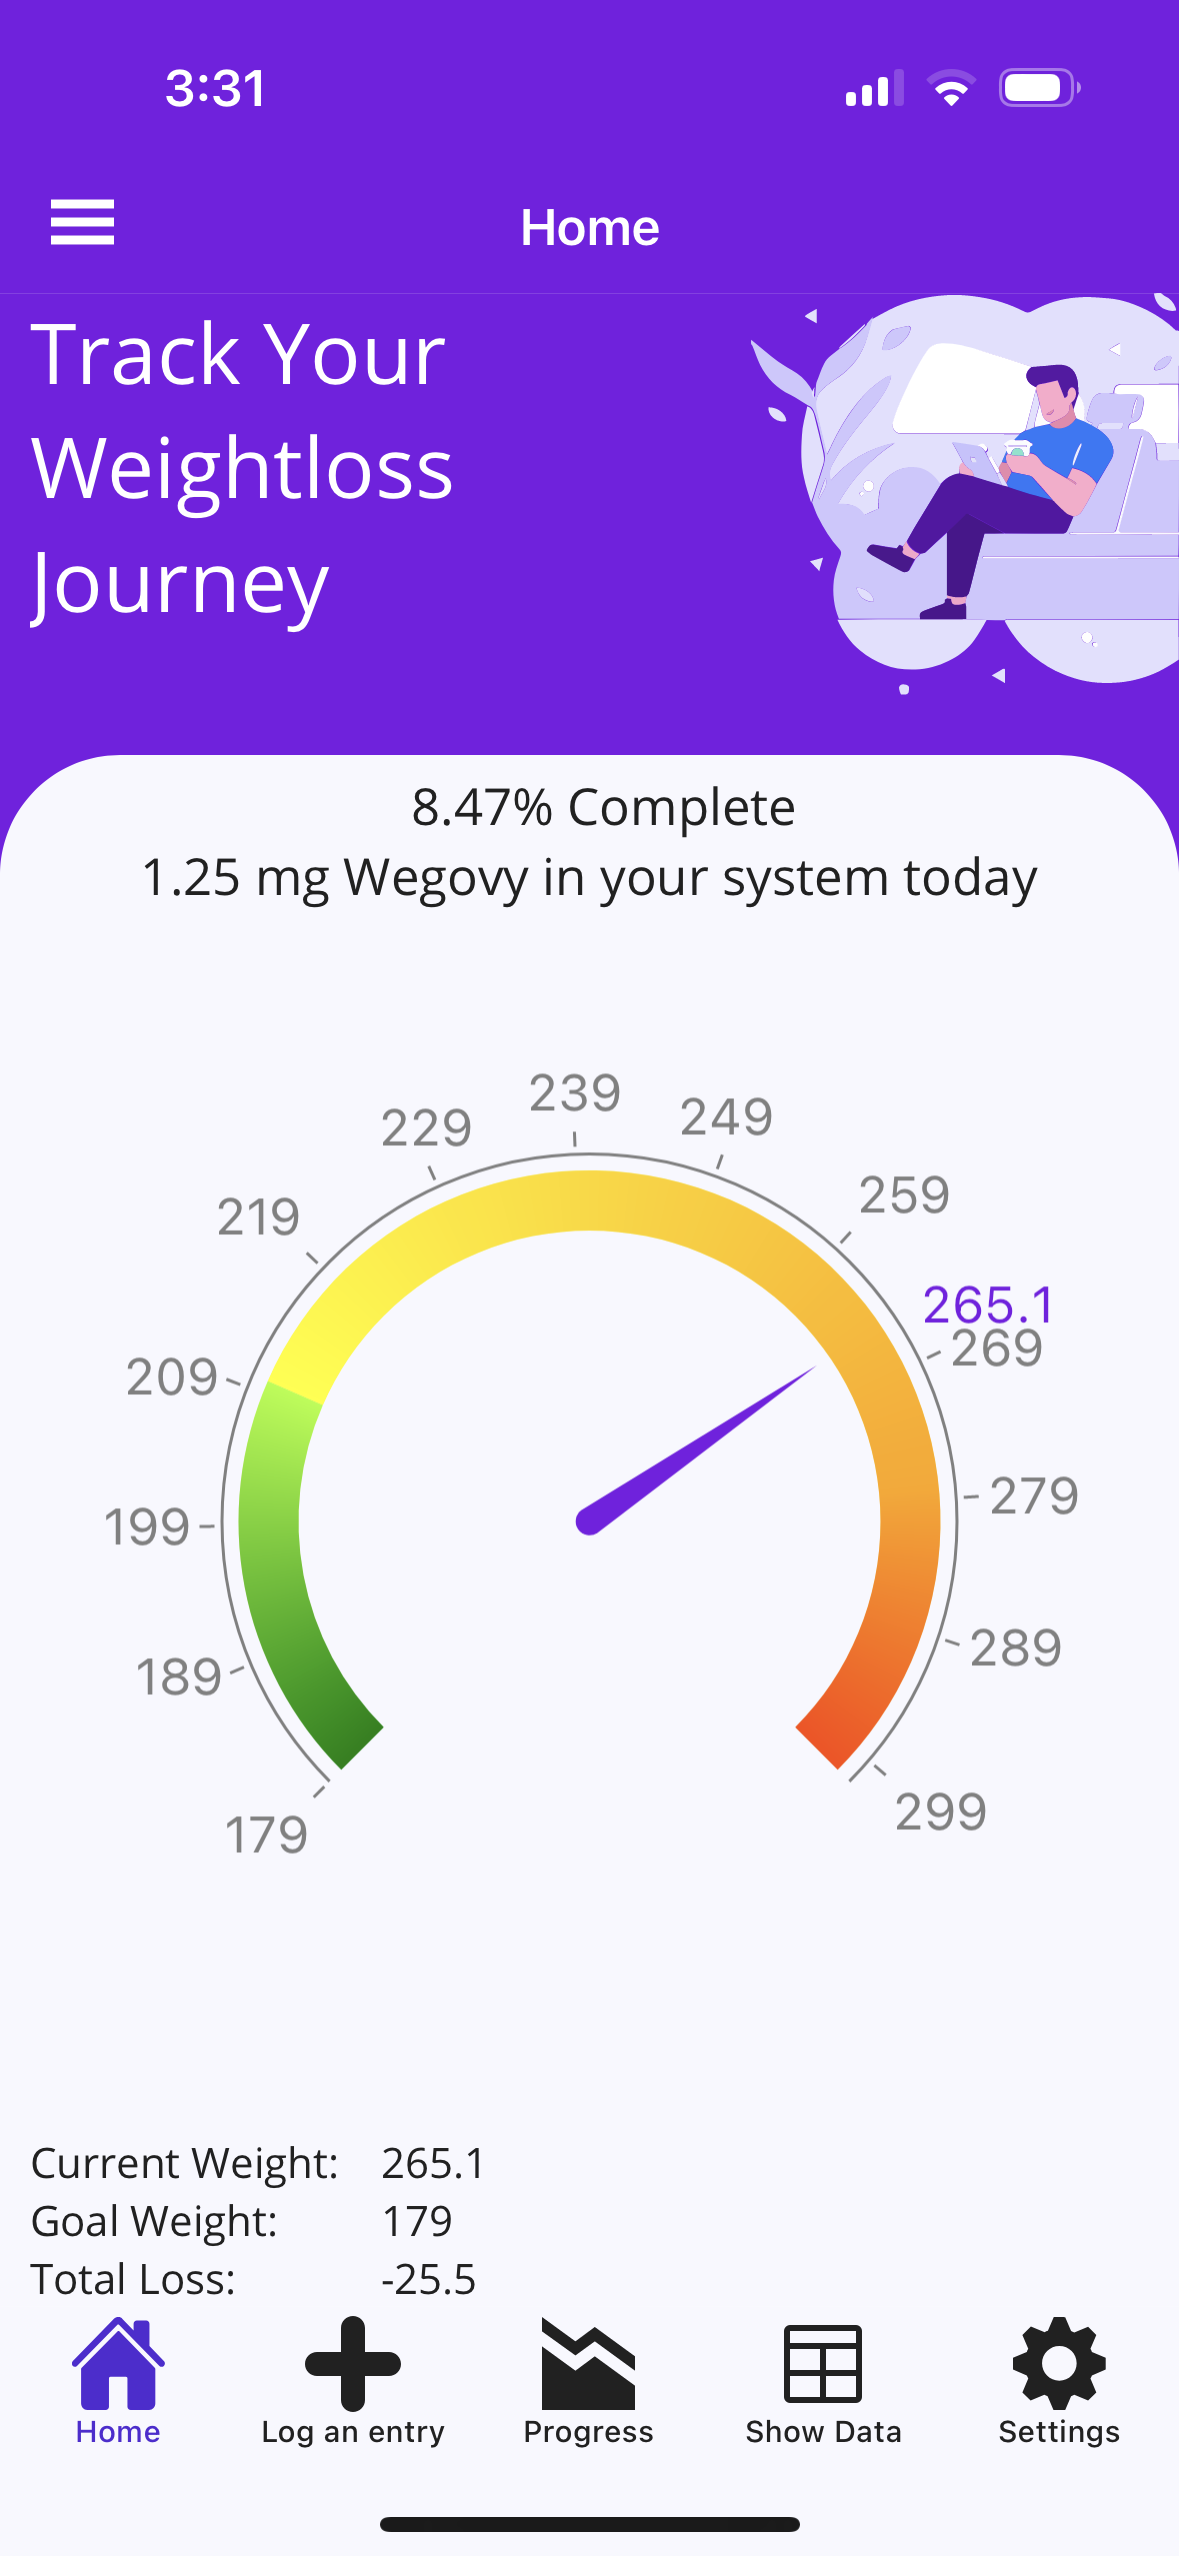 3:31
Home
Track Your
Weightloss
Journey
8.47% Complete
1.25 mg Wegovy in your system today
239
229
249
219
259
265.1
269
209
279
199
289
189
299
179
Current Weight: 265.1
Goal Weight: 179
Total Loss: -25.5
Home Log an entry Progress Show Data Settings